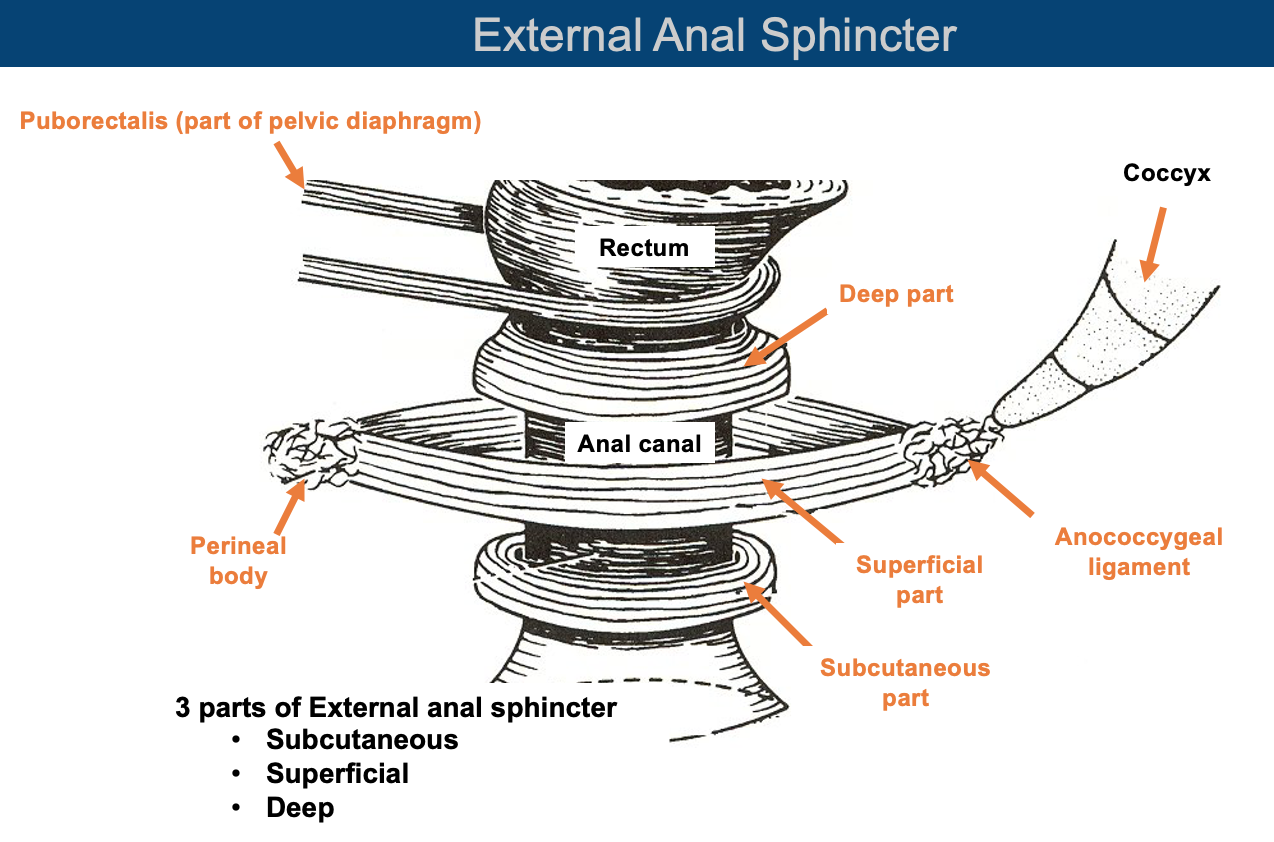 External Anal Sphincter
Puborectalis (part of pelvic diaphragm)
Coccyx
Rectum
Deep part
Anal canal
Perineal
body
Anococcygeal
ligament
Superficial
part
Subcutaneous
part
3 parts of External anal sphincter
• Subcutaneous
• Superficial
• Deep